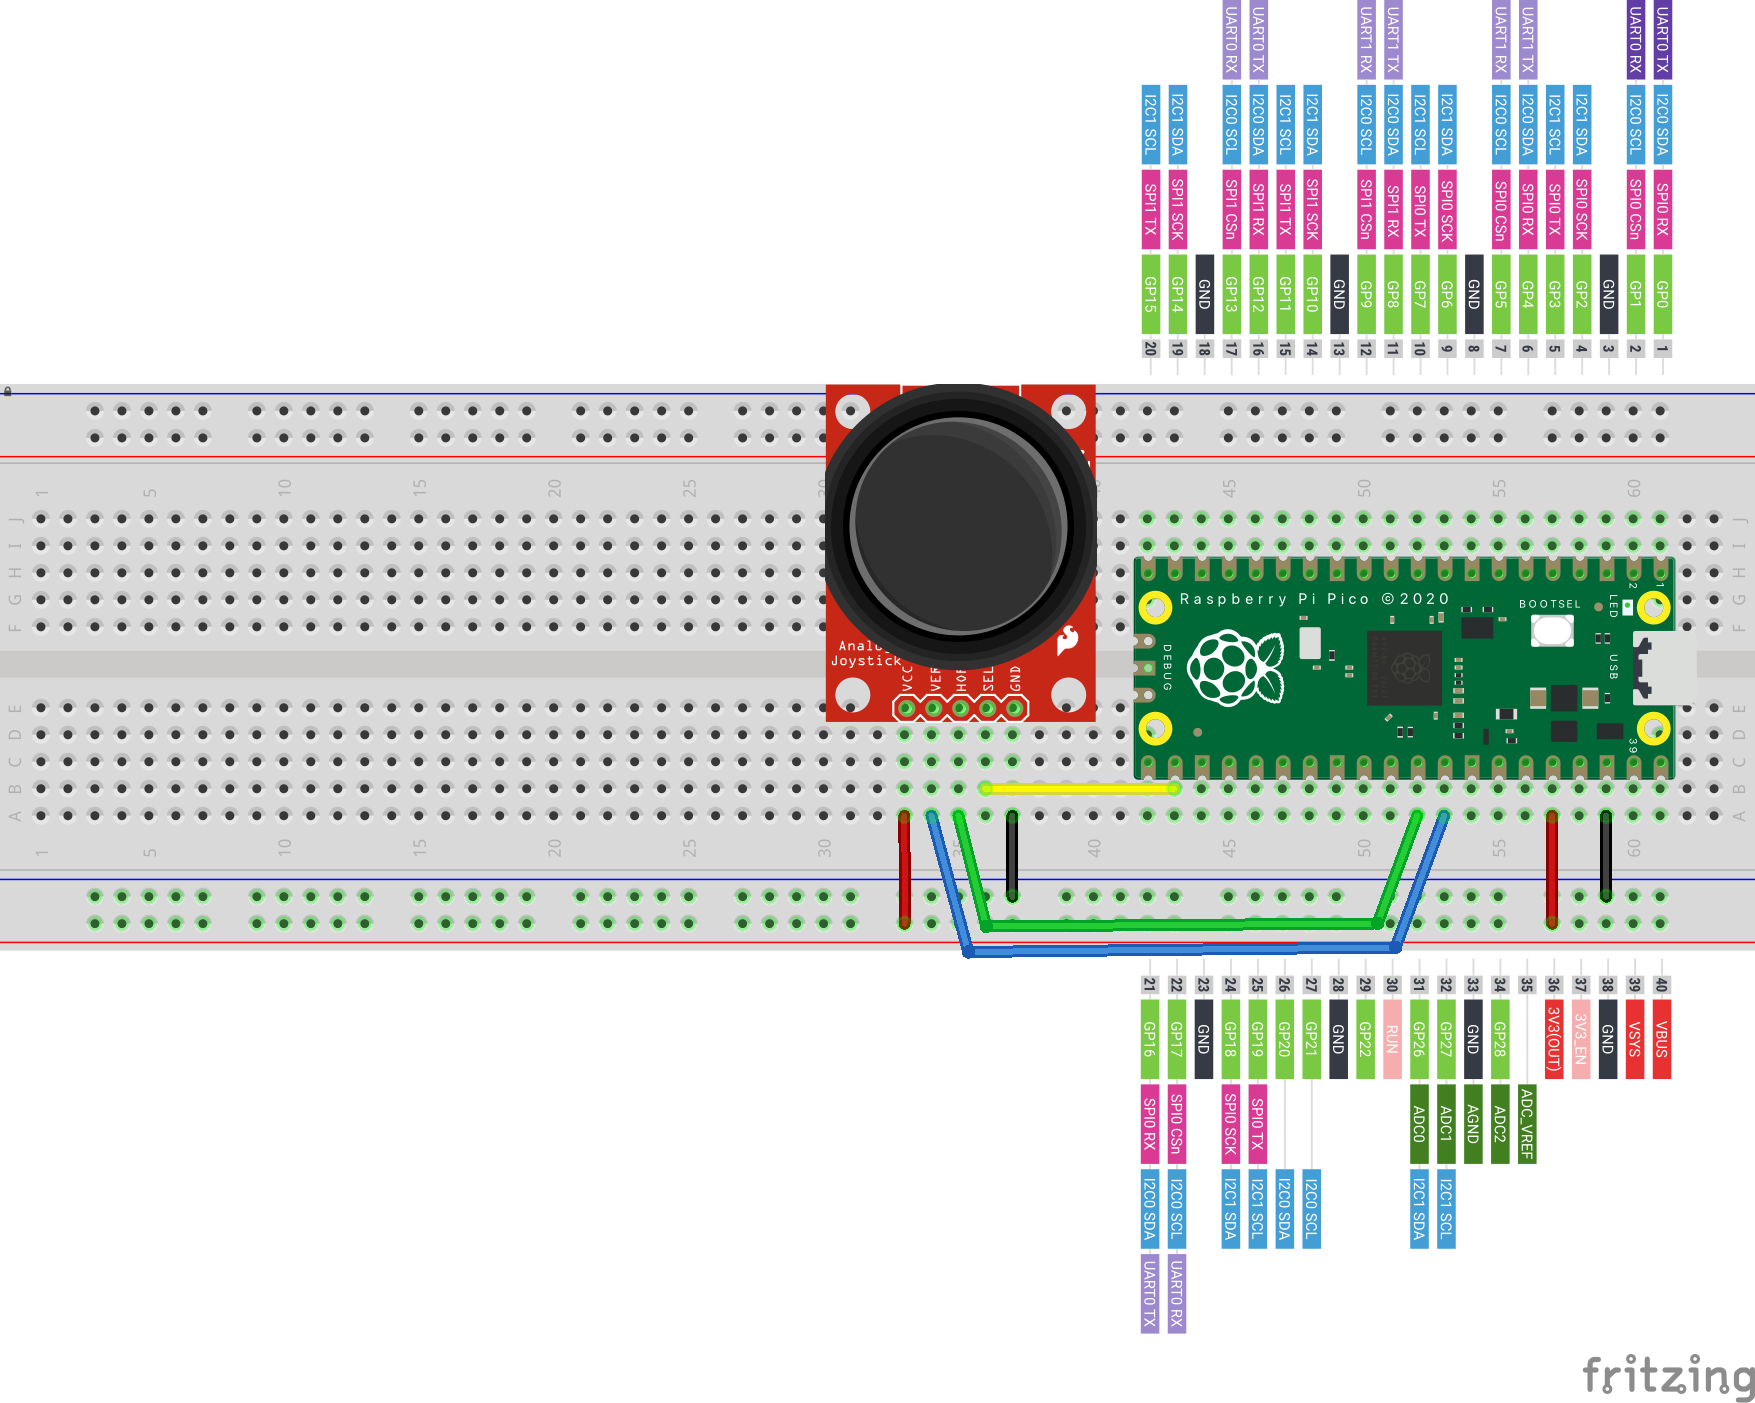 UART0 RX UART0 TX UART1 RX UART1 TX UART1 RX UART1 TX UART0 RX UART0 TX
I2C1 SCL I2C1 SDA I2C0 SCL I2C0 SDA I2C1 SCL I2C1 SDA I2C0 SCL I2C0 SDA I2C1 SCL I2C1 SDA I2C0 SCL I2C0 SDA I2C1 SCL I2C1 SDA I2C0 SCL I2C0 SDA
SPI1 TX SPI1 SCK SPI1 CSn SPI1 RX SPI1 TX SPI1 SCK SPI1 CSn SPI1 RX SPI0 TX SPI0 SCK SPI0 CSn SPI0 RX SPI0 TX SPI0 SCK SPI0 CSn SPI0 RX
GP15 GP14 GND GP13 GP12 GP11 GP10 GND GP9 GP8 GP7 GP6 GND GP5 GP4 GP3 GP2 GND GP1 GP0
20 19 18 17 16 15 14 13 12 11 10 9 8 7 6 5 4 3 2 1
1 5 10 15 20 25 45 50 55 60
J J
I I
H H
G G
F F
2 1
Raspberry Pi Pico ©2020
BOOTSEL
LED
DEBUG
USB
39
Joystick
VCC SEL GND
E E
D D
C C
B B
A A
1 5 10 15 20 25 30 35 40 45 50 55 60
21 22 23 24 25 26 27 28 29 30 31 32 33 34 35 36 37 38 39 40
GP16 GP17 GND GP18 GP19 GP20 GP21 GND GP22 RUN GP26 GP27 GND GP28 3V3(OUT) 3V3_EN GND VSYS VBUS
SPI0 RX SPI0 CSn SPI0 SCK SPI0 TX ADC0 ADC1 AGND ADC2 ADC_VREF
I2C0 SDA I2C0 SCL I2C1 SDA I2C1 SCL I2C0 SDA I2C0 SCL I2C1 SDA I2C1 SCL
UART0 TX UART0 RX
fritzing